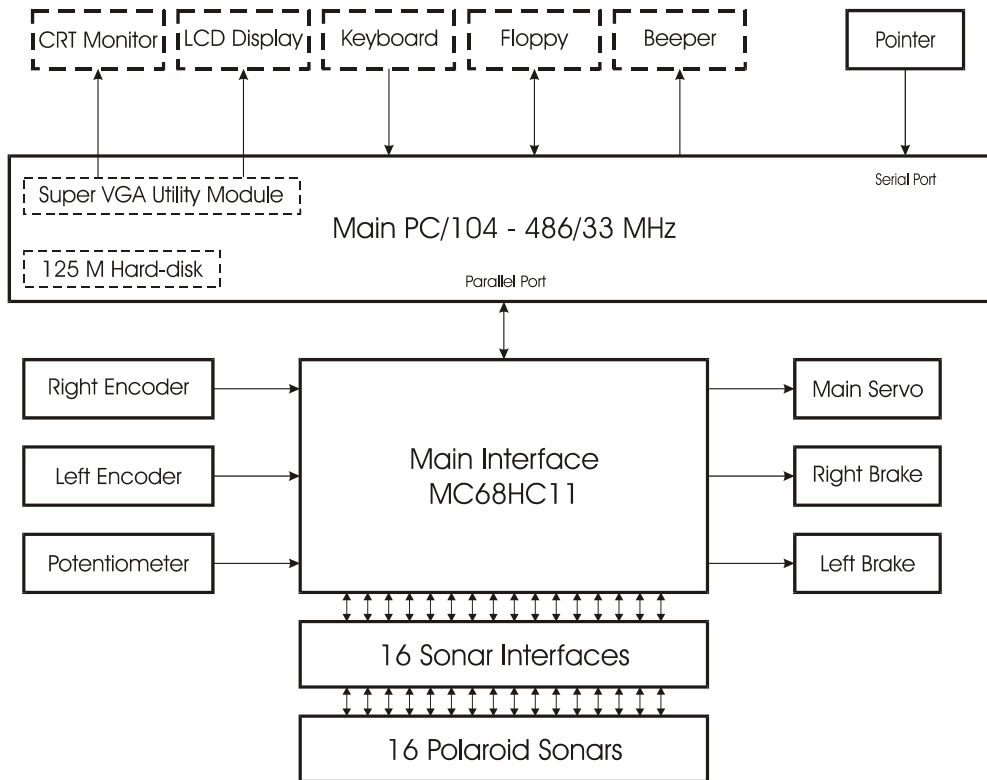 CRT Monitor
LCD Display
Keyboard
Floppy
Beeper
Pointer
Serial Port
Super VGA Utility Module
Main PC/104 - 486/33 MHz
125 M Hard-disk
Parallel Port
Right Encoder
Main Servo
Left Encoder
Main Interface
MC68HC11
Right Brake
Potentiometer
Left Brake
16 Sonar Interfaces
16 Polaroid Sonars